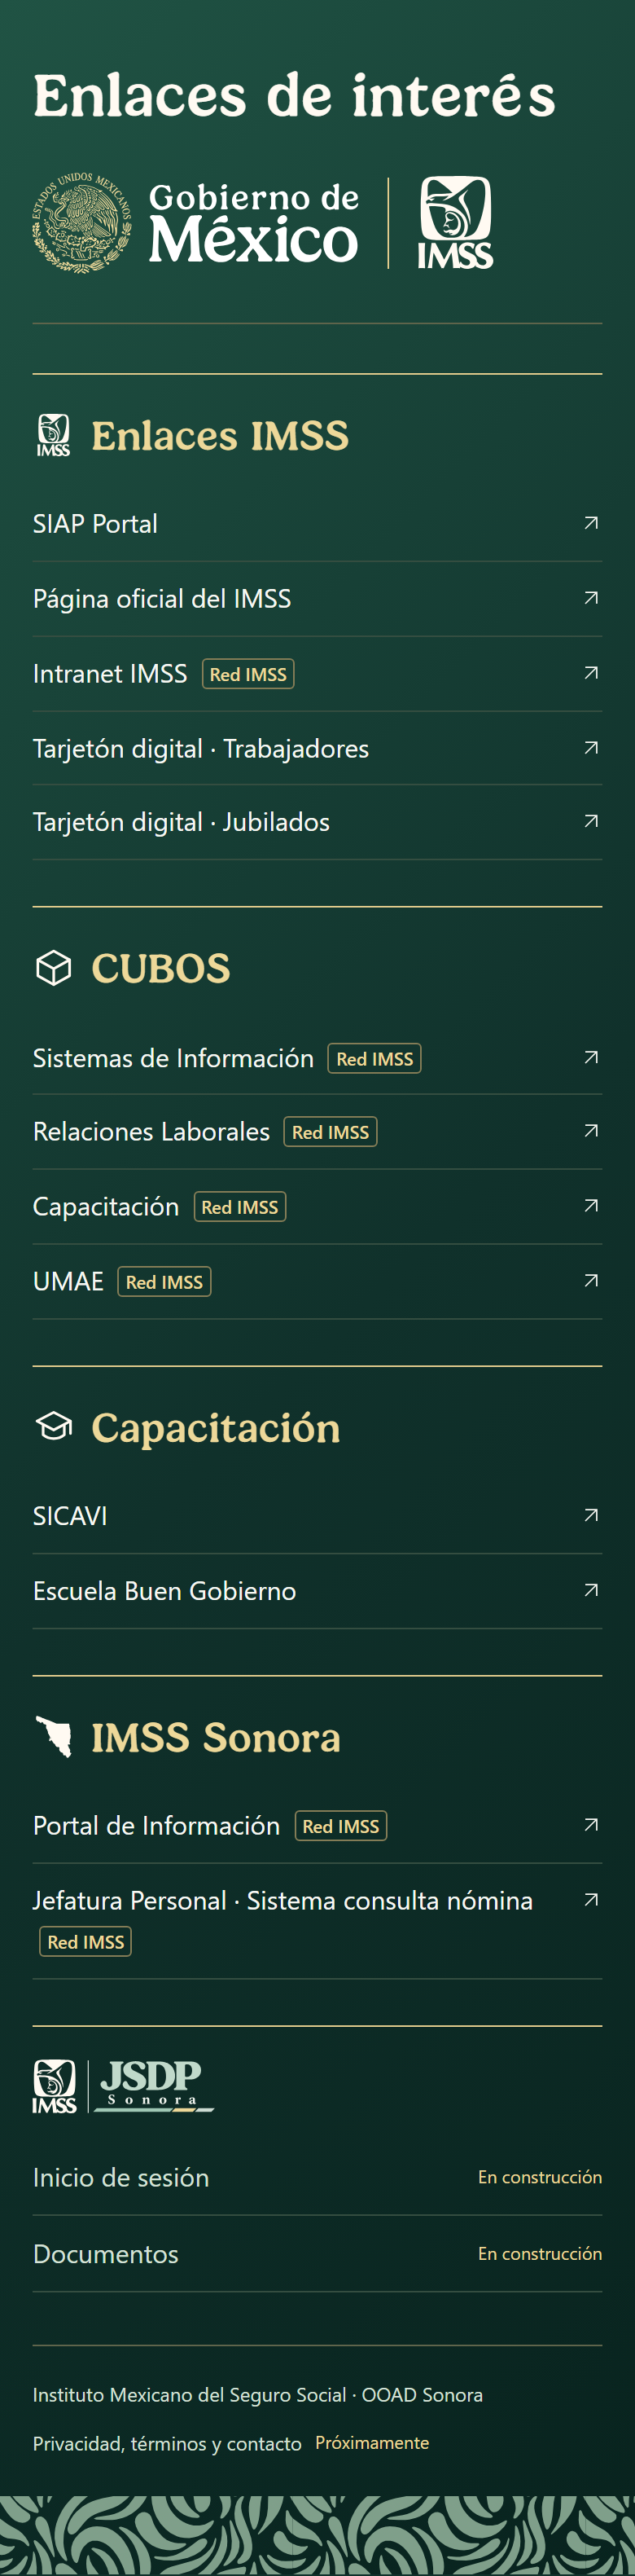 Enlaces de interés
ESTADOS UNIDOS MEXICANOS
Gobierno de
México
IMSS
IMSS
Enlaces IMSS
SIAP Portal
Página oficial del IMSS
Intranet IMSS Red IMSS
Tarjetón digital · Trabajadores
Tarjetón digital · Jubilados
CUBOS
Sistemas de Información Red IMSS
Relaciones Laborales Red IMSS
Capacitación Red IMSS
UMAE Red IMSS
Capacitación
SICAVI
Escuela Buen Gobierno
IMSS Sonora
Portal de Información Red IMSS
Jefatura Personal · Sistema consulta nómina
Red IMSS
IMSS
JSDP
Sonora
Inicio de sesión En construcción
Documentos En construcción
Instituto Mexicano del Seguro Social · OOAD Sonora
Privacidad, términos y contacto Próximamente